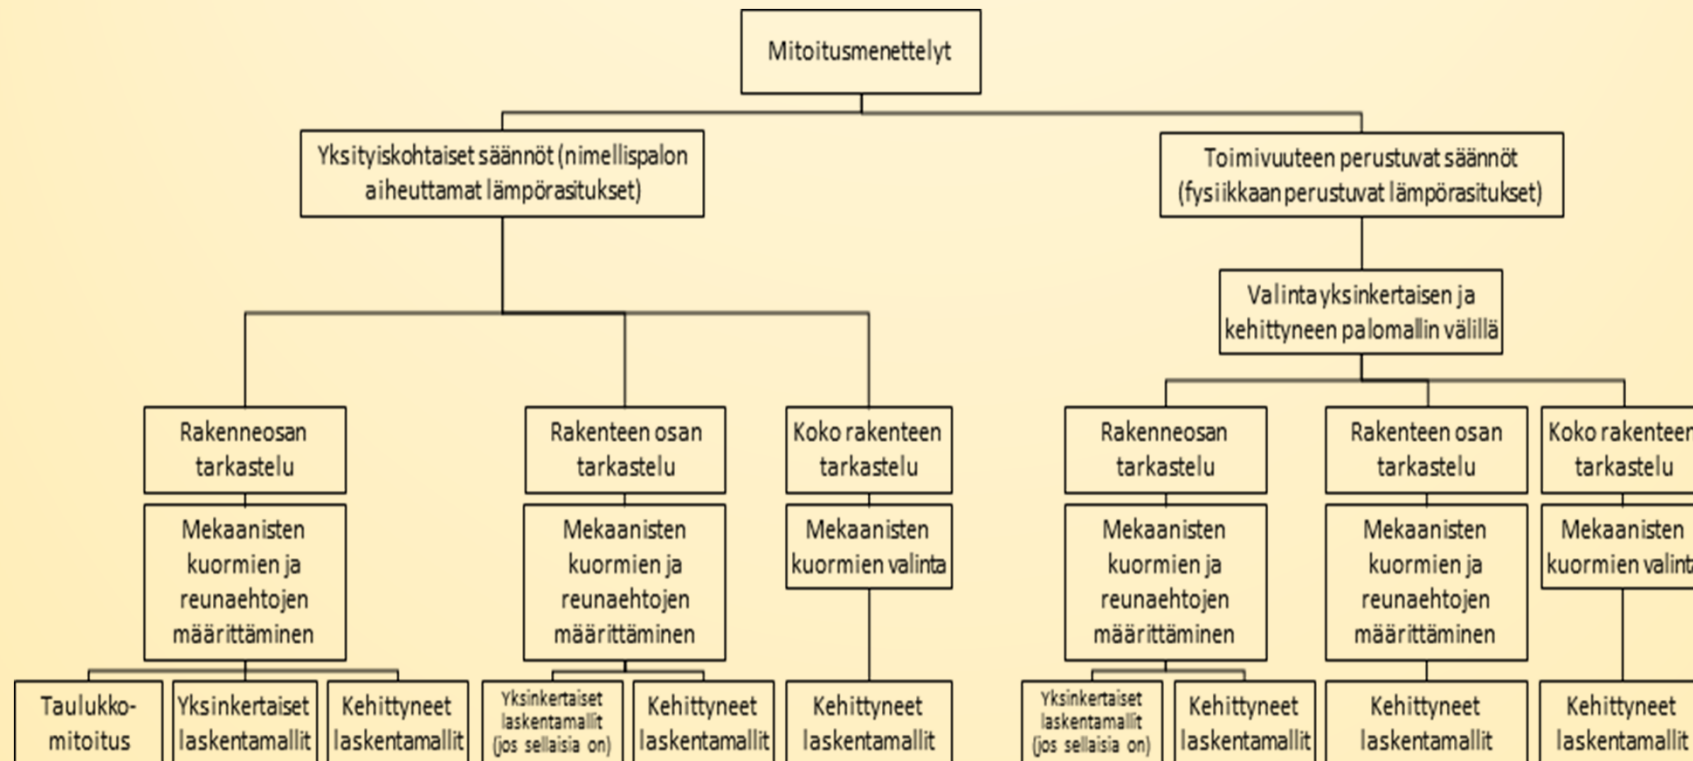 Mitoitusmenettelyt
Yksityiskohtaiset säännöt (nimellispalon
aiheuttamat lämpörasitukset)
Toimivuuteen perustuvat säännöt
(fysiikkaan perustuvat lämpörasitukset)
Valinta yksinkertaisen ja
kehittyneen palomallin välillä
Rakenneosan
tarkastelu
Rakenteen osan
tarkastelu
Koko rakenteen
tarkastelu
Rakenneosan
tarkastelu
Rakenteen osan
tarkastelu
Koko rakenteen
tarkastelu
Mekaanisten
kuormien ja
reunaehtojen
määrittäminen
Mekaanisten
kuormien ja
reunaehtojen
määrittäminen
Mekaanisten
kuormien valinta
Mekaanisten
kuormien ja
reunaehtojen
määrittäminen
Mekaanisten
kuormien ja
reunaehtojen
määrittäminen
Mekaanisten
kuormien valint
Taulukko-
mitoitus
Yksinkertaiset
laskentamallit
Kehittyneet
laskentamallit
Yksinkertaiset
laskentamallit
(jos sellaisia on)
Kehittyneet
laskentamallit
Kehittyneet
laskentamallit
Yksinkertaiset
laskentamallit
(jos sellaisia on)
Kehittyneet
laskentamallit
Kehittyneet
laskentamallit
Kehittyneet
laskentamallit